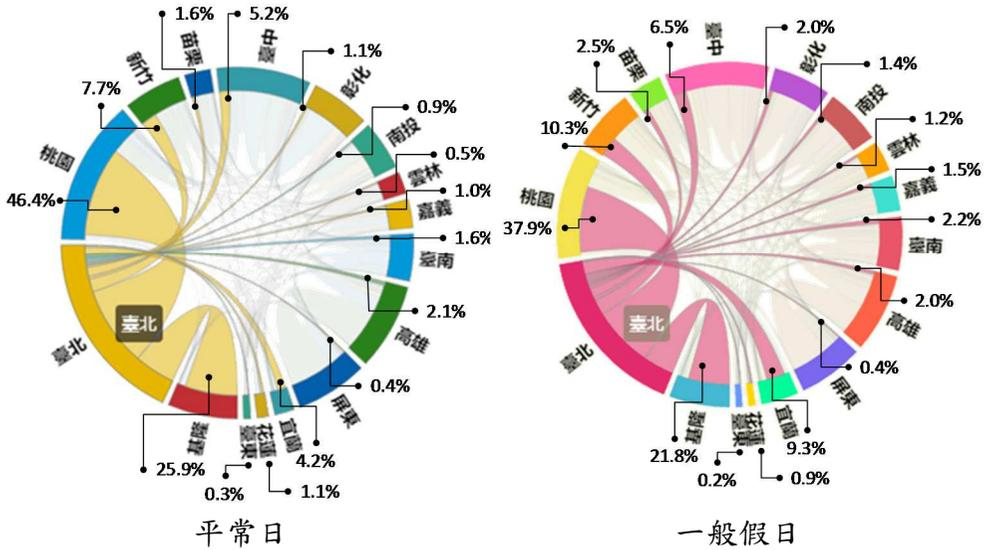 1.6%
5.2%
苗栗
臺中
1.1%
新竹
彰化
7.7%
0.9%
南投
桃園
0.5%
雲林
46.4%
1.0%
嘉義
1.6%
臺南
2.1%
高雄
臺北
臺北
0.4%
屏東
基隆
臺東
花蓮
宜蘭
25.9%
4.2%
0.3%
1.1%
平常日
6.5%
2.0%
2.5%
苗栗
臺中
彰化
1.4%
新竹
南投
10.3%
1.2%
雲林
桃園
1.5%
嘉義
37.9%
2.2%
臺南
2.0%
高雄
臺北
臺北
0.4%
屏東
基隆
臺東
花蓮
宜蘭
21.8%
9.3%
0.2%
0.9%
一般假日